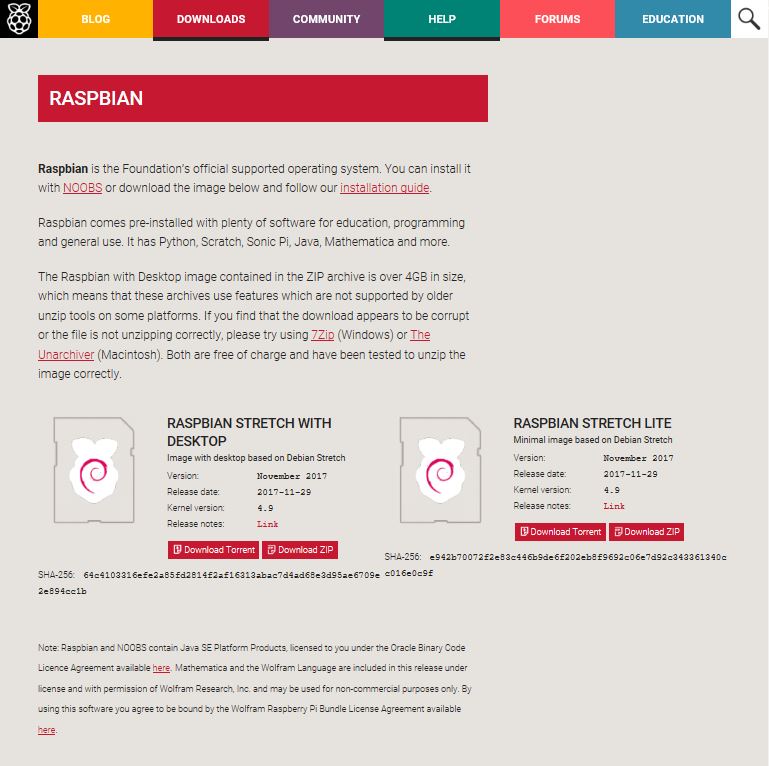 BLOG DOWNLOADS COMMUNITY HELP FORUMS EDUCATION
RASPBIAN
Raspbian is the Foundation's official supported operating system. You can install it
with NOOBS or download the image below and follow our installation guide.
Raspbian comes pre-installed with plenty of software for education, programming
and general use. It has Python, Scratch, Sonic Pi, Java, Mathematica and more.
The Raspbian with Desktop image contained in the ZIP archive is over 4GB in size,
which means that these archives use features which are not supported by older
unzip tools on some platforms. If you find that the download appears to be corrupt
or the file is not unzipping correctly, please try using 7Zip (Windows) or The
Unarchiver (Macintosh). Both are free of charge and have been tested to unzip the
image correctly.
RASPBIAN STRETCH WITH
DESKTOP
Image with desktop based on Debian Stretch
Version: November 2017
Release date: 2017-11-29
Kernel version: 4.9
Release notes: Link
Download Torrent Download ZIP
SHA-256: 64c4103316efe2a85fd2814f2af16313abac7d4ad68e3d95ae6709e
2e894cc1b
RASPBIAN STRETCH LITE
Minimal image based on Debian Stretch
Version: November 2017
Release date: 2017-11-29
Kernel version: 4.9
Release notes: Link
Download Torrent Download ZIP
SHA-256: e942b70072f2e83c446b9de6f202eb8f9692c06e7d92c343361340c
c016e0c9f
Note: Raspbian and NOOBS contain Java SE Platform Products, licensed to you under the Oracle Binary Code
Licence Agreement available here. Mathematica and the Wolfram Language are included in this release under
license and with permission of Wolfram Research, Inc. and may be used for non-commercial purposes only. By
using this software you agree to be bound by the Wolfram Raspberry Pi Bundle License Agreement available
here.